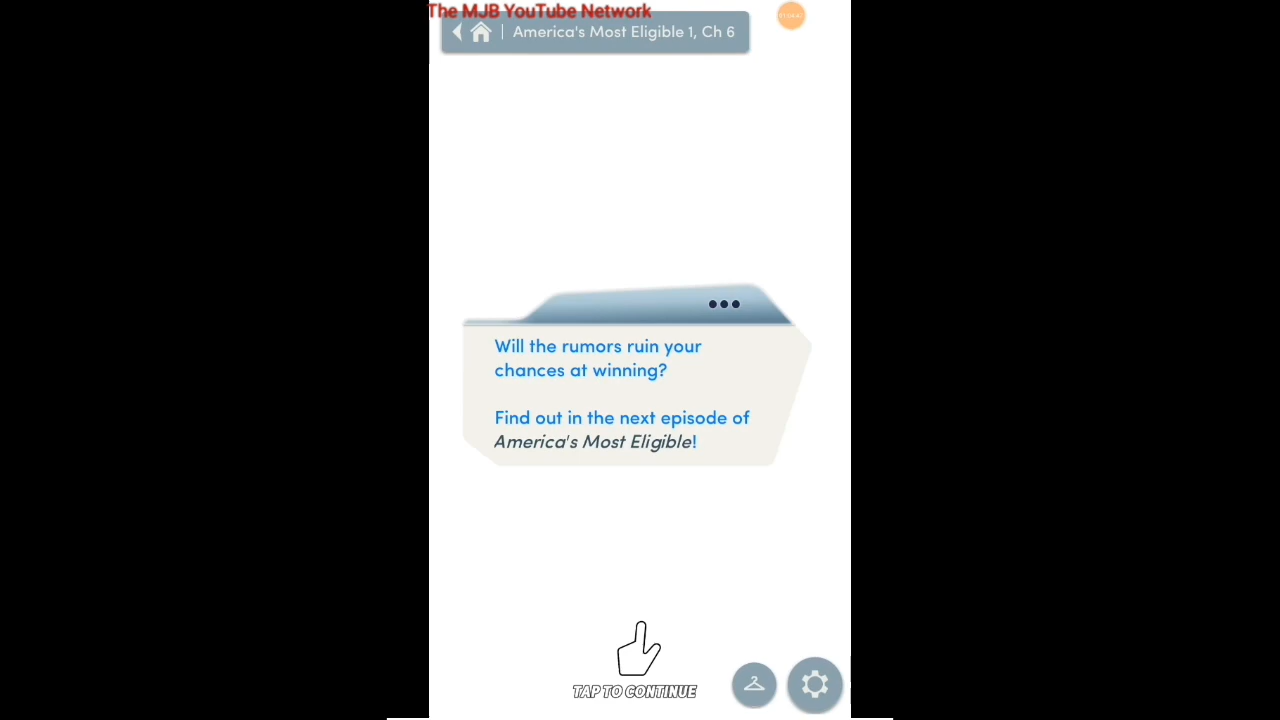 The MJB YouTube Network
America's Most Eligible 1, Ch 6
Will the rumors ruin your
chances at winning?
Find out in the next episode of
America's Most Eligible!
TAP TO CONTINUE